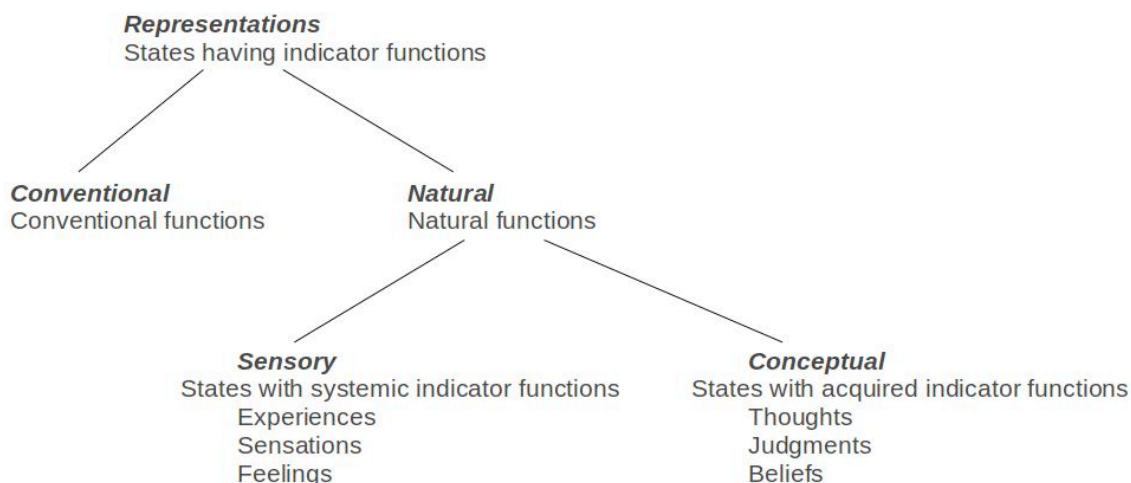 Representations
States having indicator functions
Conventional
Conventional functions
Natural
Natural functions
Sensory
States with systemic indicator functions
Experiences
Sensations
Feelings
Conceptual
States with acquired indicator functions
Thoughts
Judgments
Beliefs